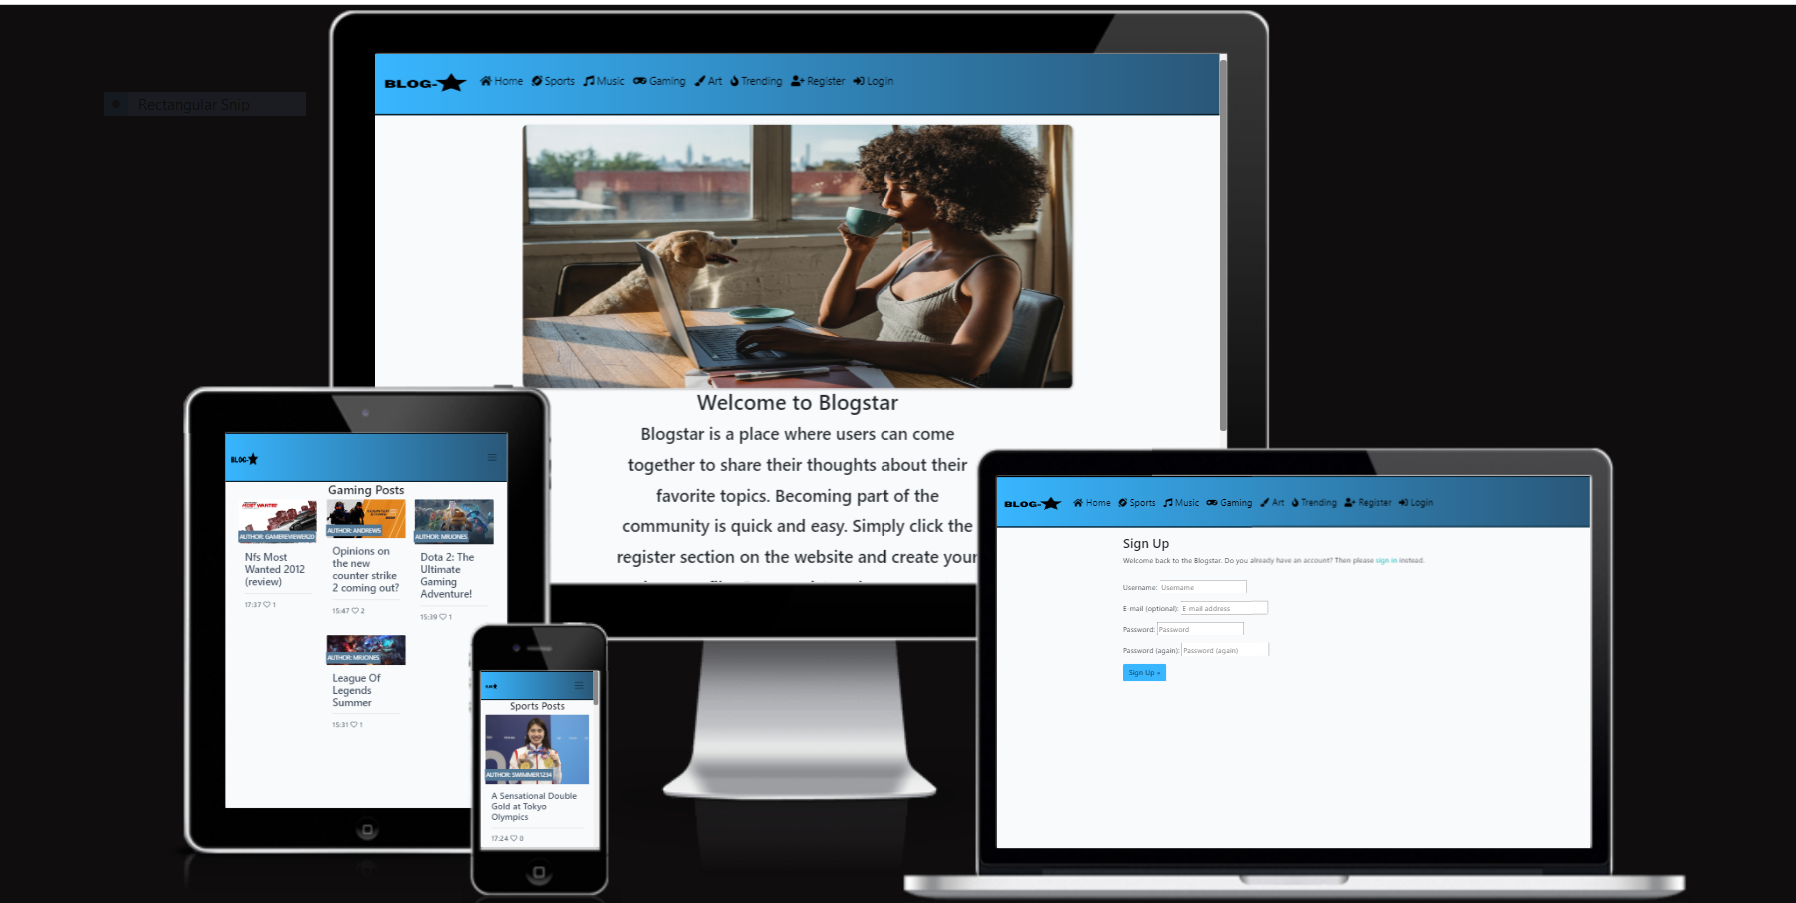 Rectangular Snip
BLOG-
Home Sports Music Gaming Art Trending Register Login
Welcome to Blogstar
Blogstar is a place where users can come
together to share their thoughts about their
favorite topics. Becoming part of the
community is quick and easy. Simply click the
register section on the website and create your
BLOG-
Gaming Posts
MOST WANTED
AUTHOR: GAMEREVIEWER20
Nfs Most
Wanted 2012
(review)
17:37 1
AUTHOR: ANDREWS
Opinions on
the new
counter strike
2 coming out?
15:47 2
AUTHOR: MRJONES
Dota 2: The
Ultimate
Gaming
Adventure!
15:39 1
AUTHOR: MRJONES
League Of
Legends
Summer
15:31 1
Sports Posts
AUTHOR: SWIMMER1234
A Sensational Double
Gold at Tokyo
Olympics
17:24 0
BLOG-
Home Sports Music Gaming Art Trending Register Login
Sign Up
Welcome back to the Blogstar. Do you already have an account? Then please sign in instead.
Username: Username
E-mail (optional): E-mail address
Password: Password
Password (again): Password (again)
Sign Up »